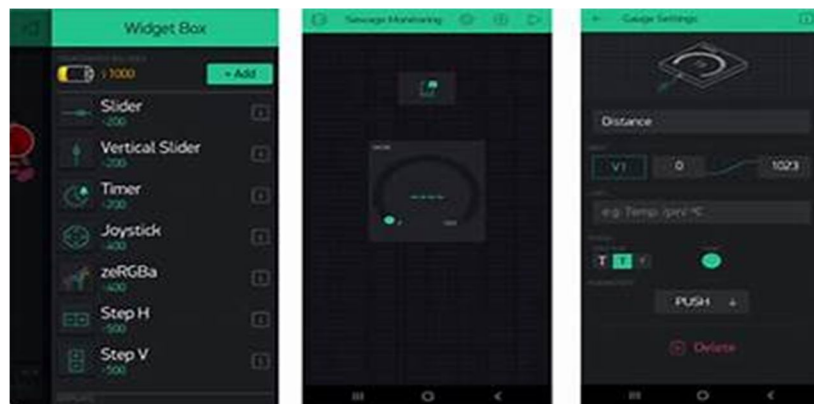 Widget Box
1000
+ Add
Slider
-200
Vertical Slider
-200
Timer
-200
Joystick
-400
zeRGBa
-400
Step H
-500
Step V
-500
Sewage Monitoring
Gauge Settings
Distance
V1 0 1023
e.g. Temp, /pin/ °C
T T T
PUSH
Delete